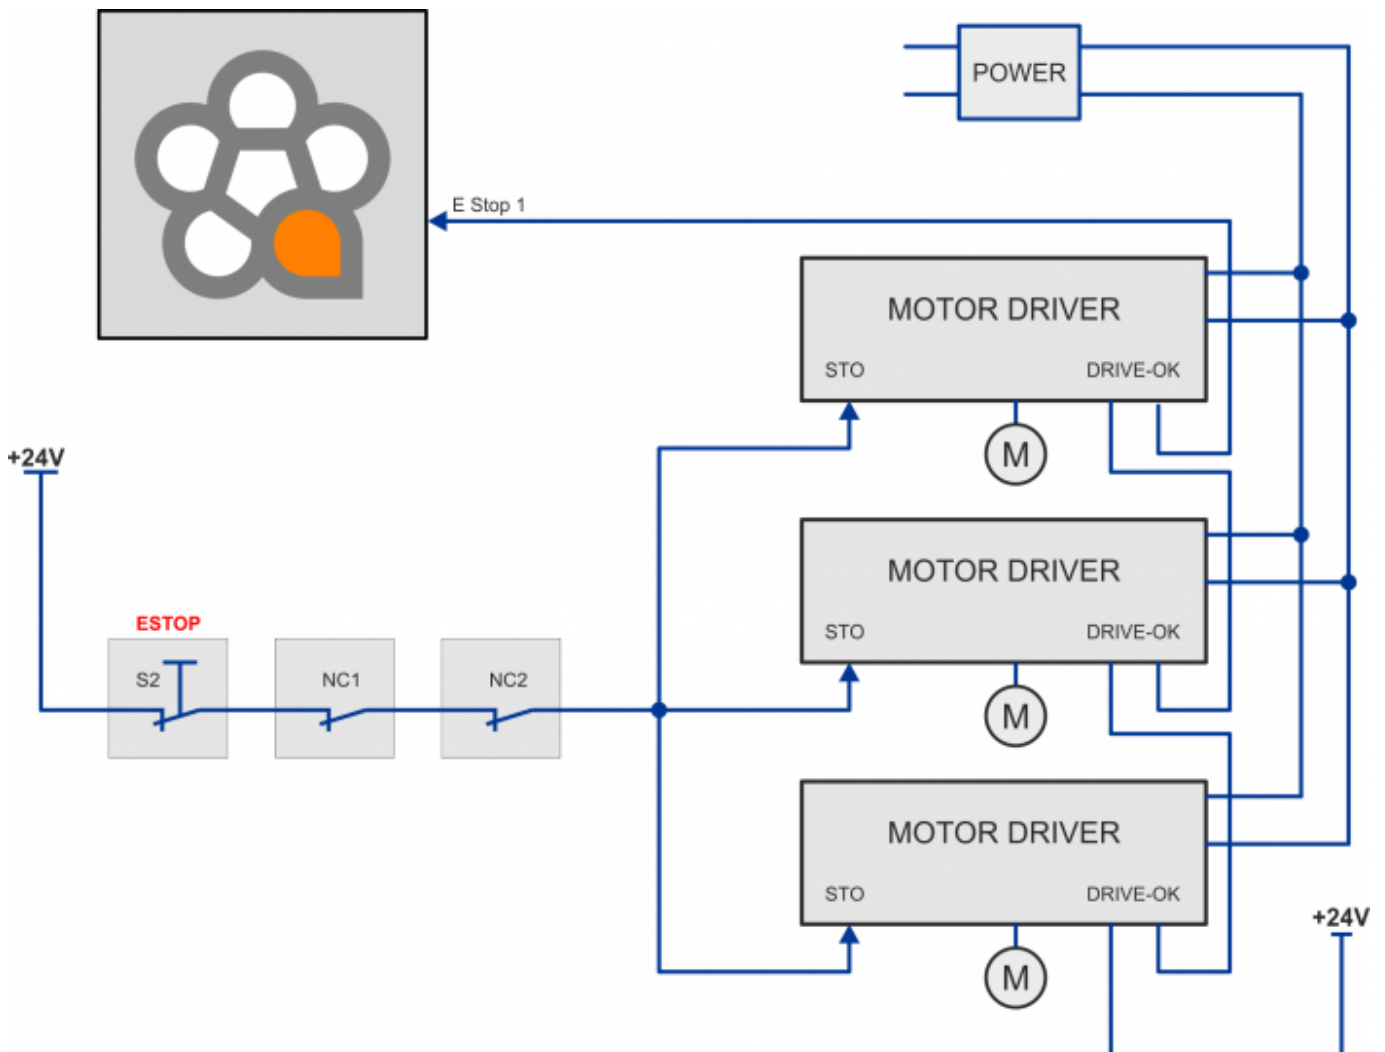 POWER
E Stop 1
MOTOR DRIVER
STO DRIVE-OK
M
+24V
MOTOR DRIVER
STO DRIVE-OK
M
ESTOP
S2 NC1 NC2
MOTOR DRIVER
STO DRIVE-OK
M
+24V